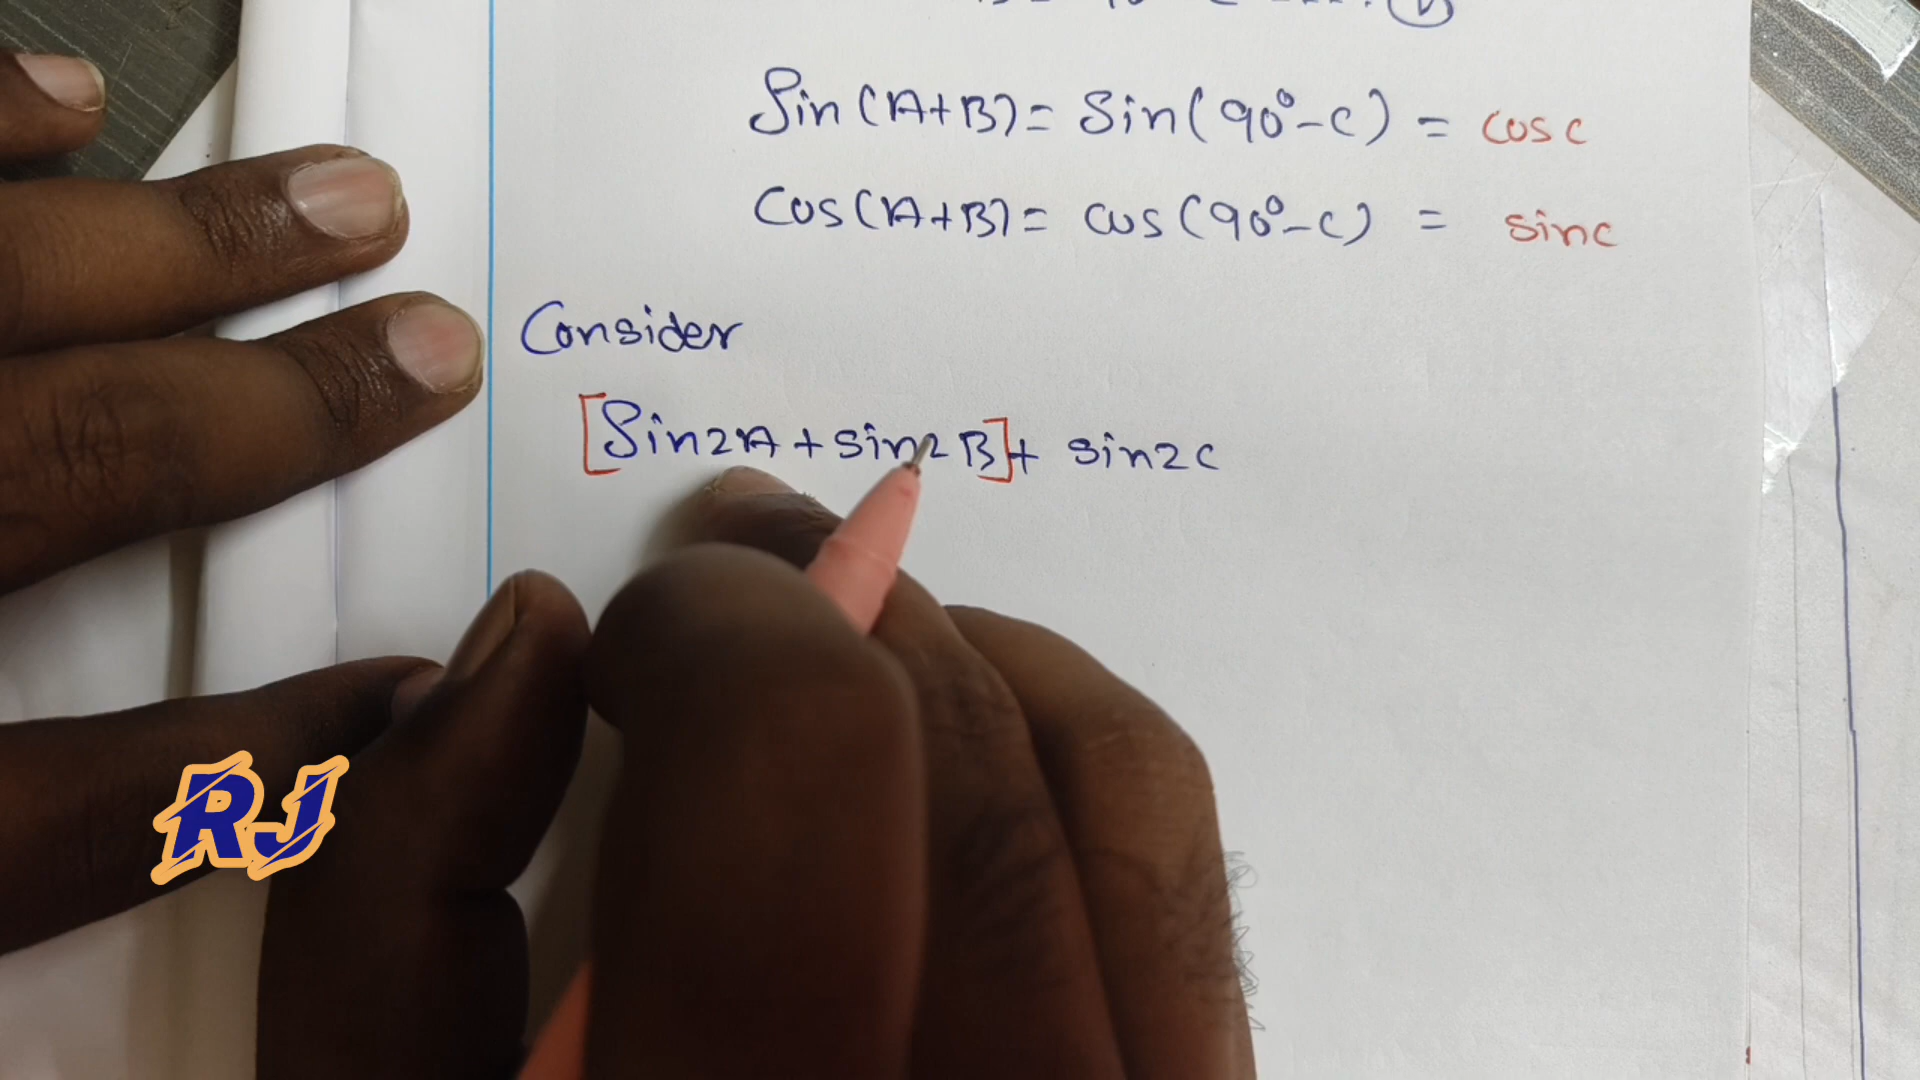 Sin(A+B) = Sin(90°-C) = cos c
Cos(A+B) = cos(90°-C) = sinc
Consider
[Sin2A + sin2B] + sin2C
RJ